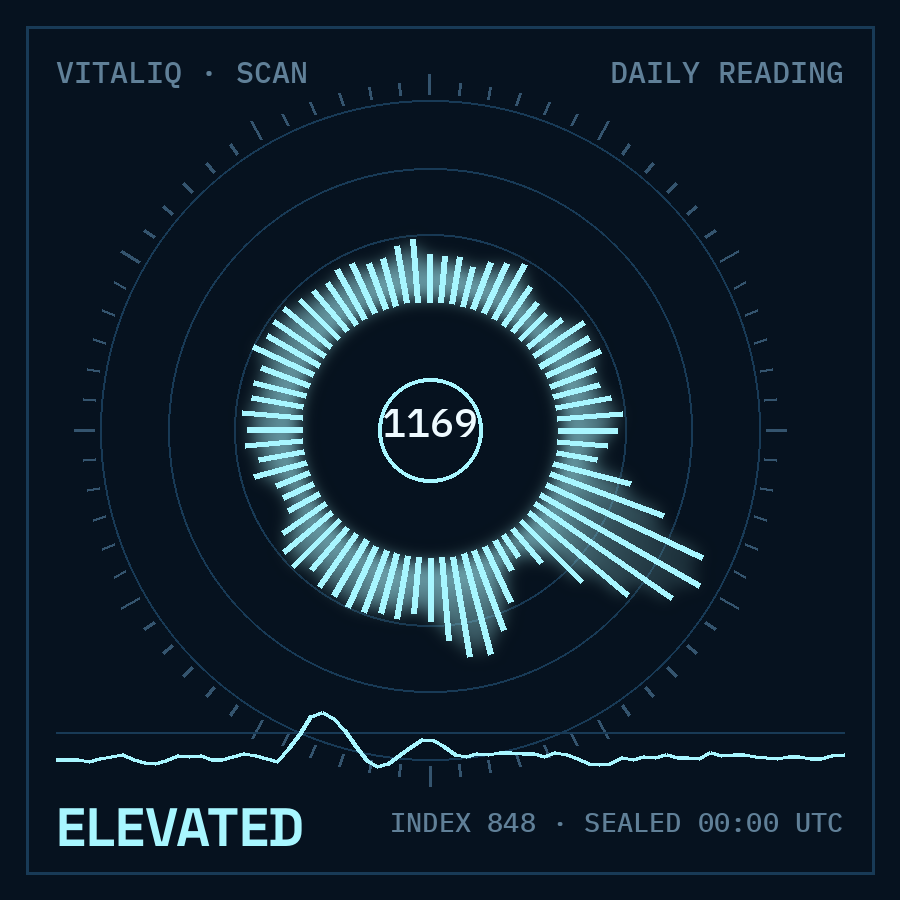 VITALIQ · SCAN
DAILY READING
1169
ELEVATED
INDEX 848 · SEALED 00:00 UTC